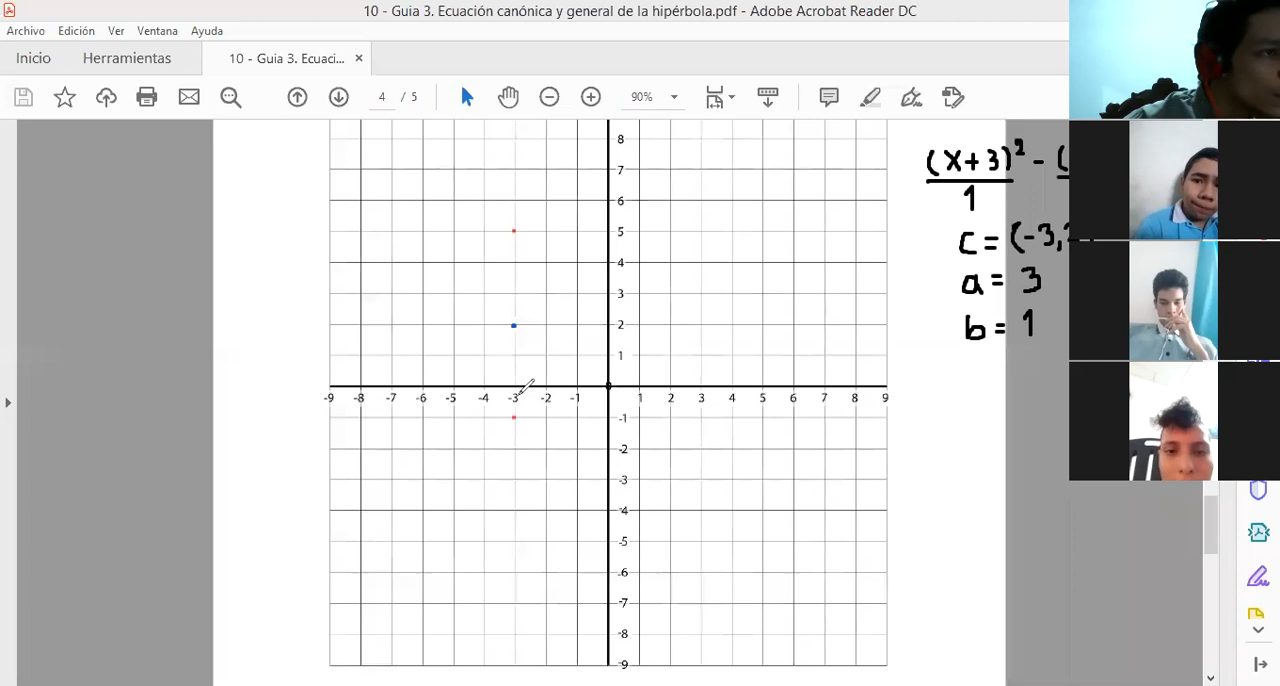 10 - Guia 3. Ecuación canónica y general de la hipérbola.pdf - Adobe Acrobat Reader DC
Archivo Edición Ver Ventana Ayuda
Inicio Herramientas 10 - Guia 3. Ecuaci... ×
4 / 5 90%
8
7
6
5
4
3
2
1
-9 -8 -7 -6 -5 -4 -3 -2 -1 0 1 2 3 4 5 6 7 8 9
-1
-2
-3
-4
-5
-6
-7
-8
-9
(X+3)² - (
1
C = (-3,
a = 3
b = 1